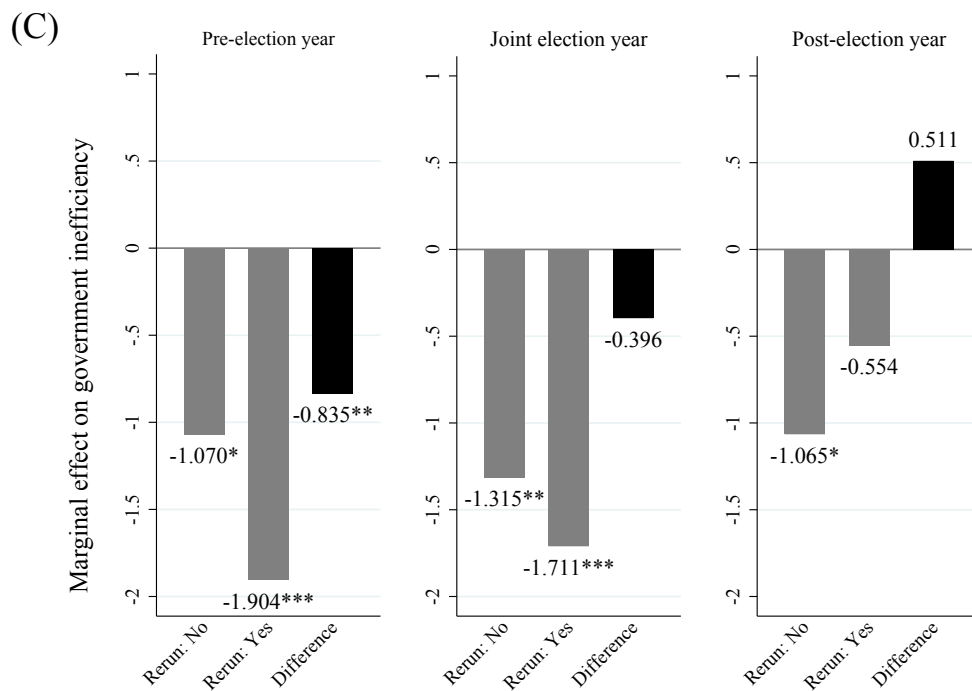 (C)
Marginal effect on government inefficiency
Pre-election year
1
.5
0
-.5
-1
-1.5
-2
-1.070*
-1.904***
-0.835**
Rerun: No
Rerun: Yes
Difference
Joint election year
1
.5
0
-.5
-1
-1.5
-2
-1.315**
-1.711***
-0.396
Rerun: No
Rerun: Yes
Difference
Post-election year
1
.5
0
-.5
-1
-1.5
-2
-1.065*
-0.554
0.511
Rerun: No
Rerun: Yes
Difference